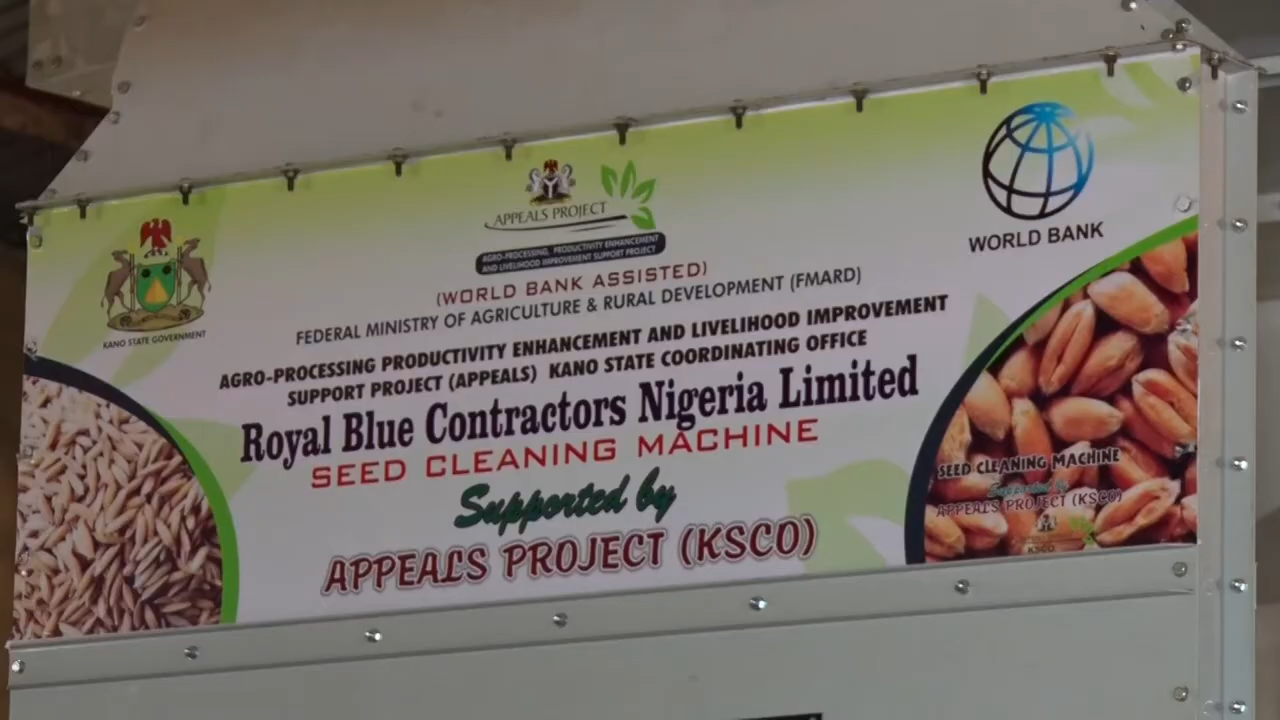 APPEALS PROJECT
AGRO-PROCESSING, PRODUCTIVITY ENHANCEMENT
AND LIVELIHOOD IMPROVEMENT SUPPORT PROJECT
WORLD BANK
KANO STATE GOVERNMENT
(WORLD BANK ASSISTED)
FEDERAL MINISTRY OF AGRICULTURE & RURAL DEVELOPMENT (FMARD)
AGRO-PROCESSING PRODUCTIVITY ENHANCEMENT AND LIVELIHOOD IMPROVEMENT
SUPPORT PROJECT (APPEALS) KANO STATE COORDINATING OFFICE
Royal Blue Contractors Nigeria Limited
SEED CLEANING MACHINE
Supported by
APPEALS PROJECT (KSCO)
SEED CLEANING MACHINE
Supported by
APPEALS PROJECT (KSCO)
KSCO